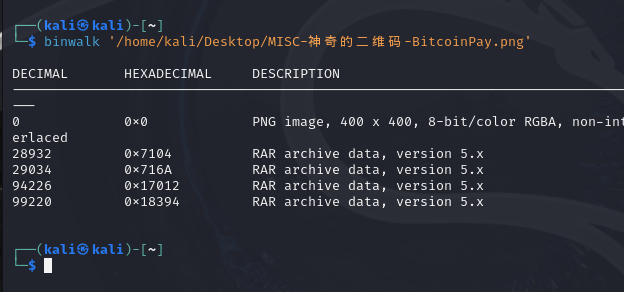 ┌──(kali㉿kali)-[~]
└─$ binwalk '/home/kali/Desktop/MISC-神奇的二维码-BitcoinPay.png'
DECIMAL       HEXADECIMAL     DESCRIPTION
--------------------------------------------------------------------------------
0             0x0             PNG image, 400 x 400, 8-bit/color RGBA, non-int
erlaced
28932         0x7104          RAR archive data, version 5.x
29034         0x716A          RAR archive data, version 5.x
94226         0x17012         RAR archive data, version 5.x
99220         0x18394         RAR archive data, version 5.x
┌──(kali㉿kali)-[~]
└─$